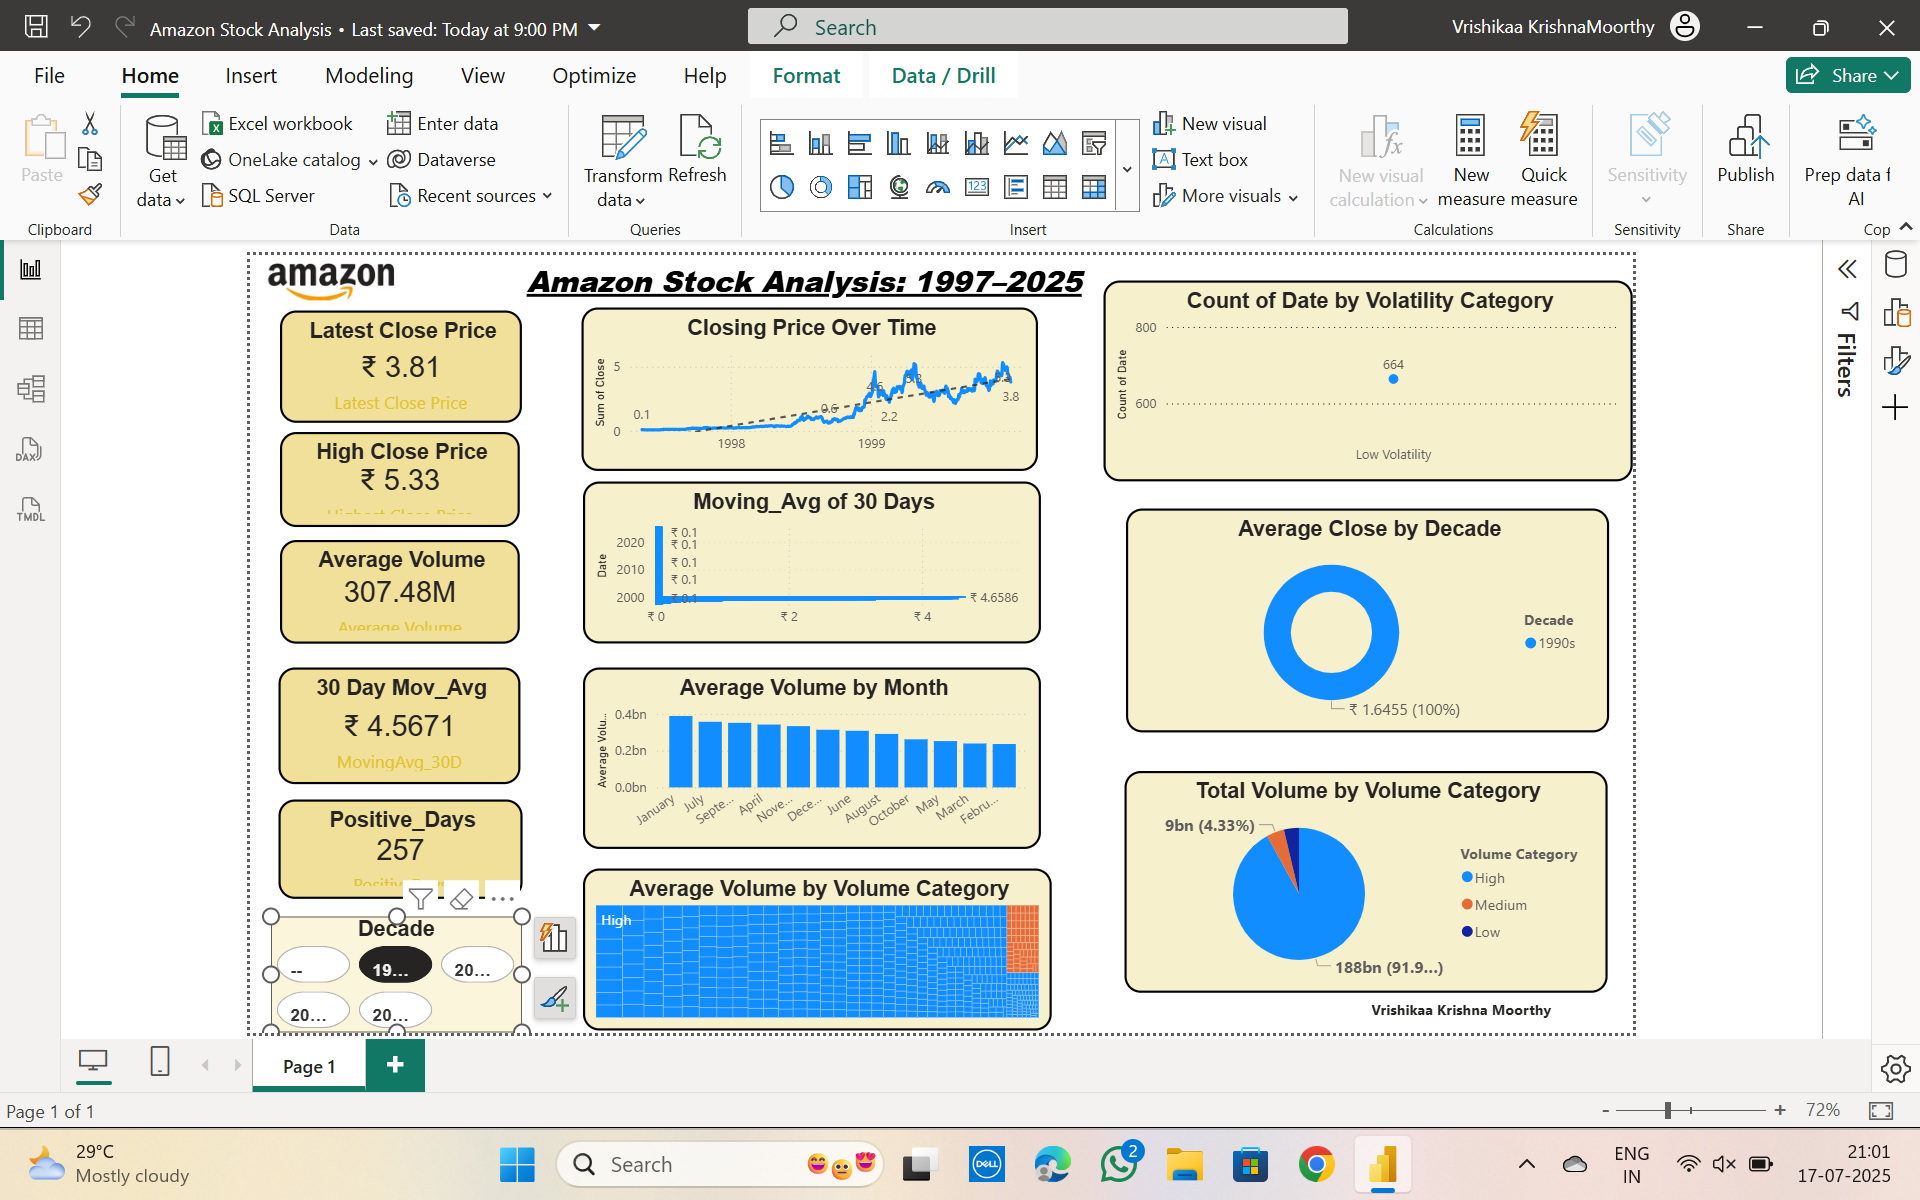 Amazon Stock Analysis • Last saved: Today at 9:00 PM
Search
Vrishikaa KrishnaMoorthy
File
Home
Insert
Modeling
View
Optimize
Help
Format
Data / Drill
Share
Paste
Clipboard
Get data
Excel workbook
OneLake catalog
SQL Server
Enter data
Dataverse
Recent sources
Data
Transform data
Refresh
Queries
123
New visual
Text box
More visuals
Insert
New visual calculation
New measure
Quick measure
Calculations
Sensitivity
Sensitivity
Publish
Share
Prep data f
AI
Cop
DAX
TMDL
amazon
Amazon Stock Analysis: 1997–2025
Latest Close Price
₹ 3.81
Latest Close Price
High Close Price
₹ 5.33
Highest Close Price
Average Volume
307.48M
Average Volume
30 Day Mov_Avg
₹ 4.5671
MovingAvg_30D
Positive_Days
257
Decade
--
19...
20...
20...
20...
Closing Price Over Time
Sum of Close
5
0
0.1
0.6
4.6
2.2
3.8
1998
1999
Moving_Avg of 30 Days
Date
2020
2010
2000
₹ 0.1
₹ 0.1
₹ 0.1
₹ 0.1
₹ 0.1
₹ 4.6586
₹ 0
₹ 2
₹ 4
Average Volume by Month
Average Volu...
0.4bn
0.2bn
0.0bn
January
July
Septe...
April
Nove...
Dece...
June
August
October
May
March
Febru...
Average Volume by Volume Category
High
Count of Date by Volatility Category
Count of Date
800
600
664
Low Volatility
Average Close by Decade
Decade
1990s
₹ 1.6455 (100%)
Total Volume by Volume Category
9bn (4.33%)
188bn (91.9...)
Volume Category
High
Medium
Low
Vrishikaa Krishna Moorthy
Filters
Page 1
Page 1 of 1
- + 72%
29°C
Mostly cloudy
Search
DELL
2
ENG
IN
21:01
17-07-2025